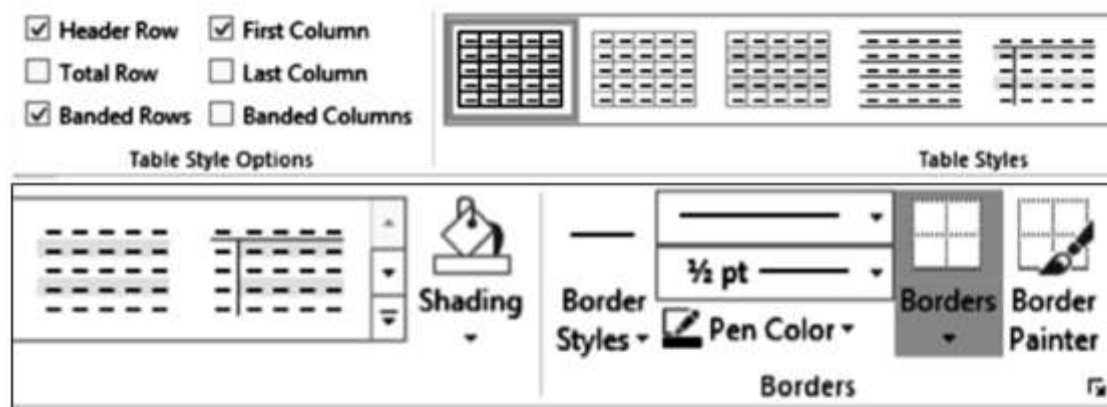 Header Row First Column
Total Row Last Column
Banded Rows Banded Columns
Table Style Options
Table Styles
Shading
½ pt
Border Styles
Pen Color
Borders
Border Painter
Borders